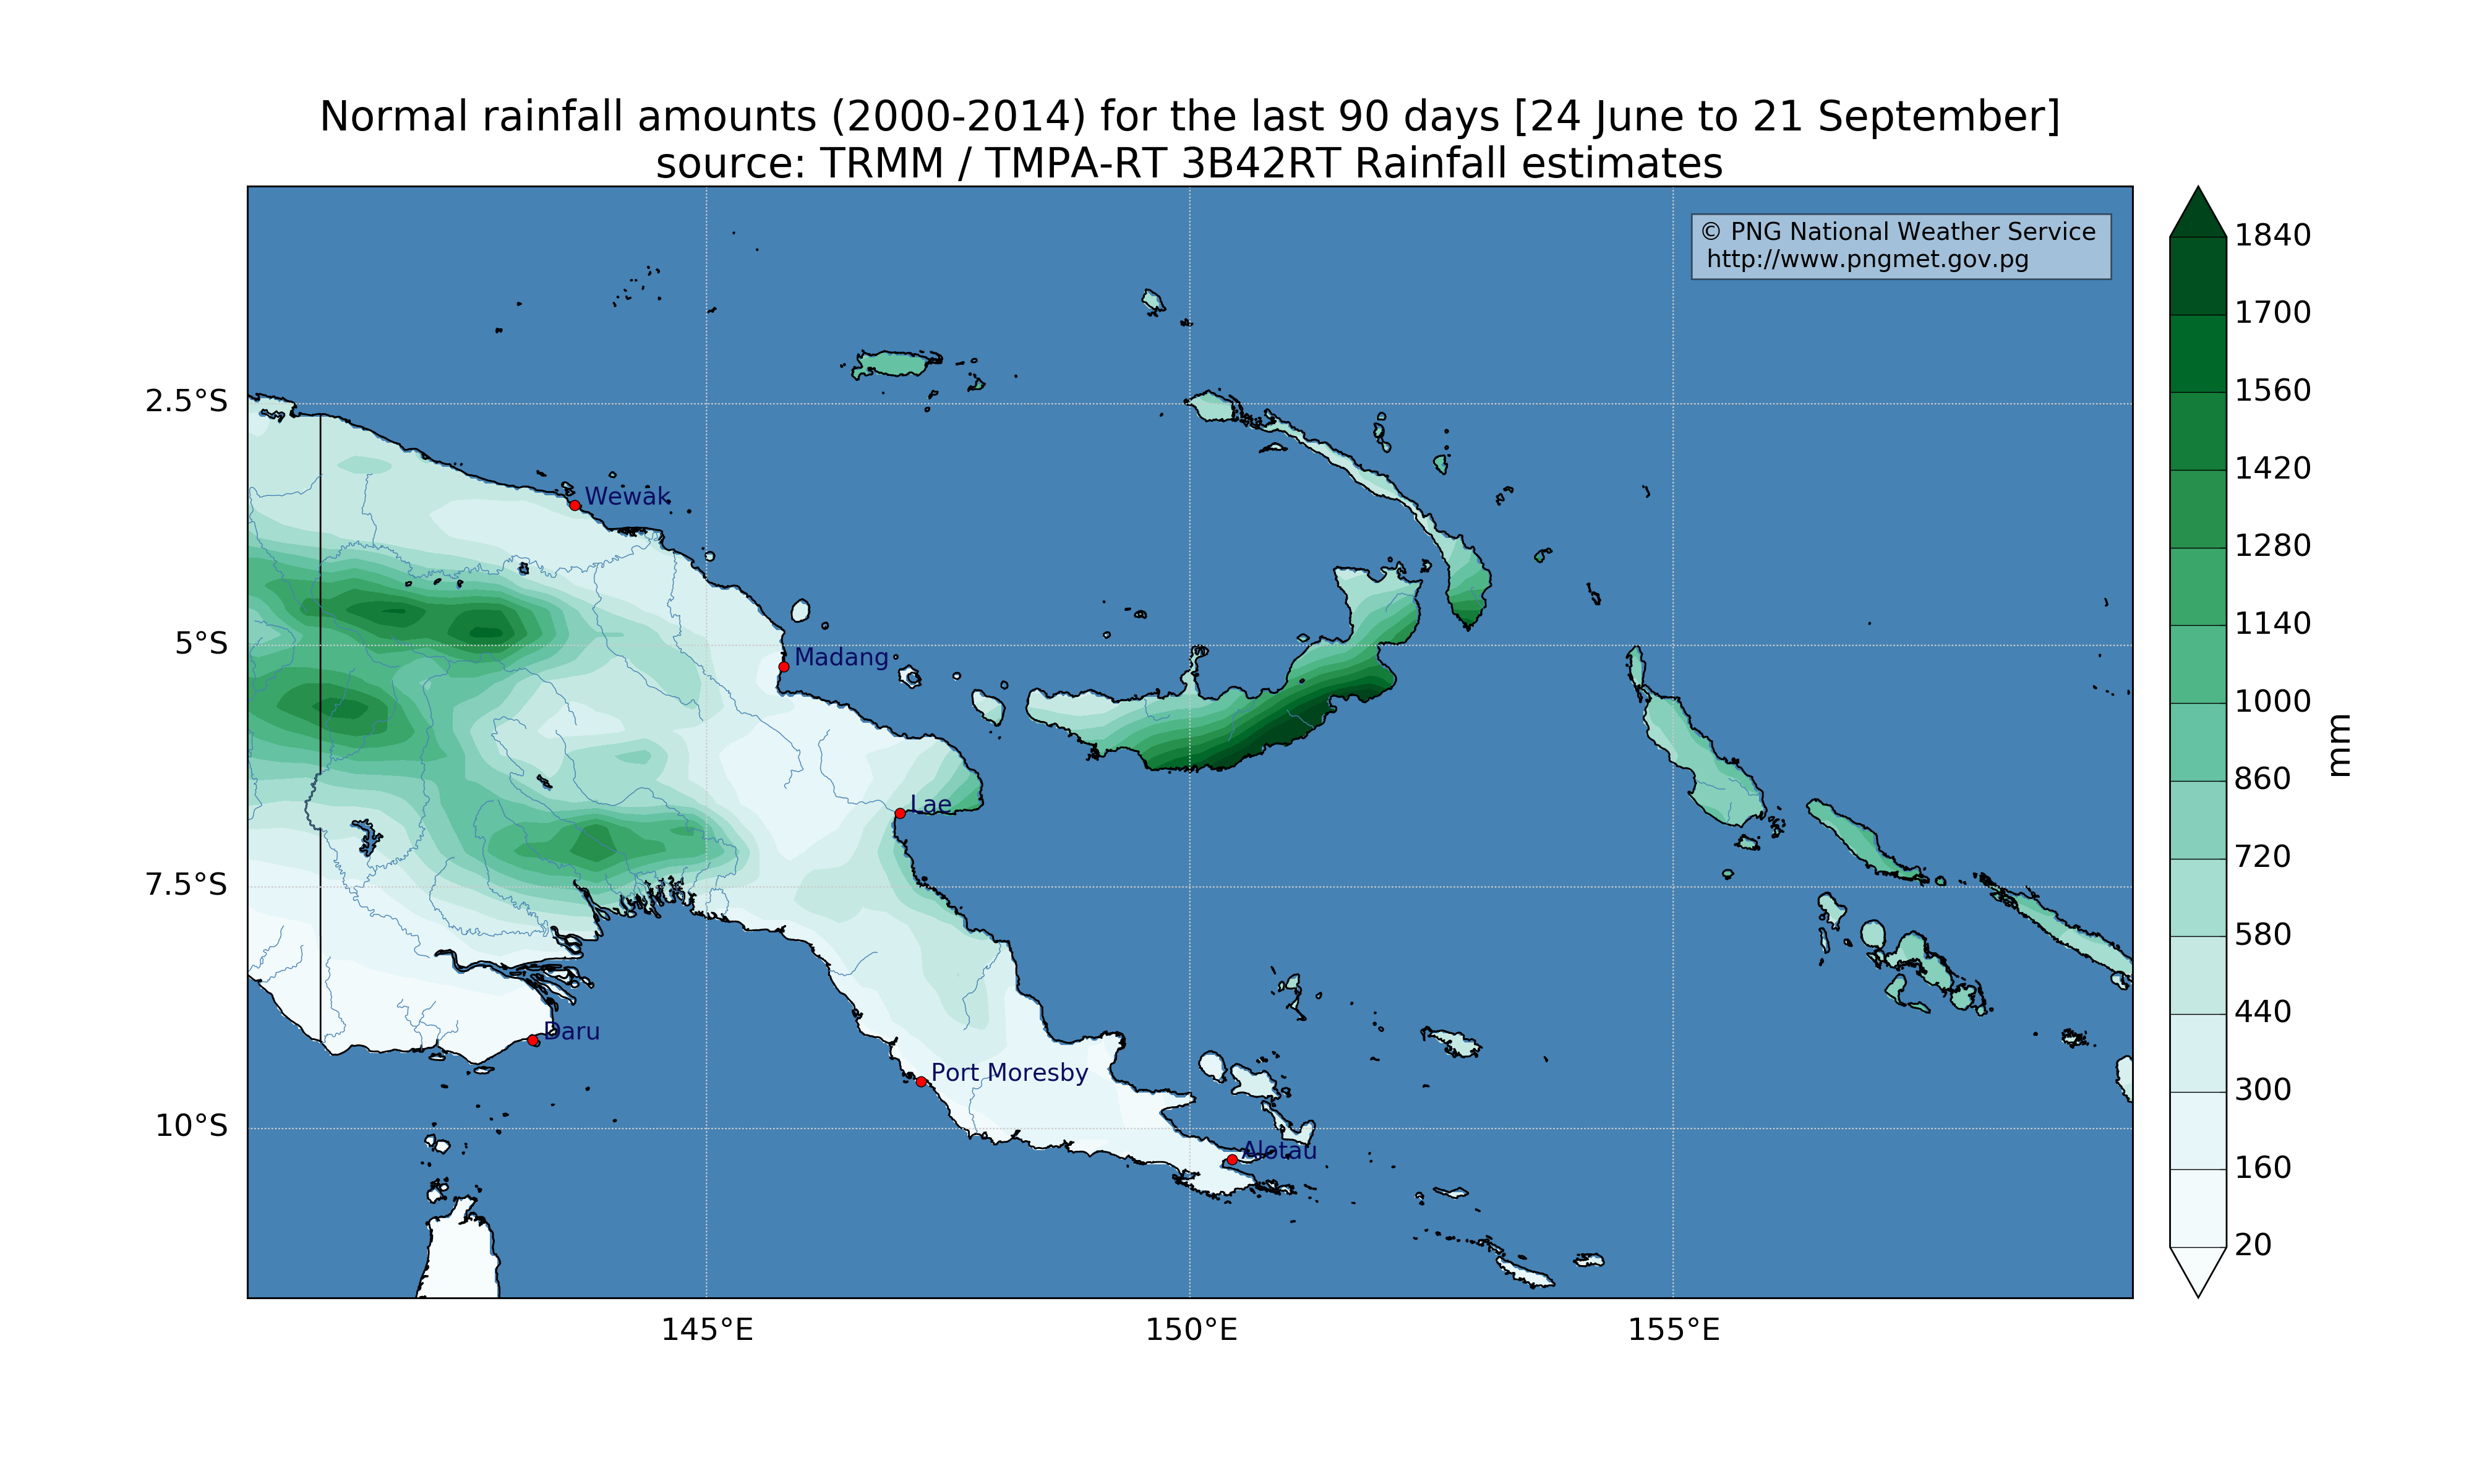 Normal rainfall amounts (2000-2014) for the last 90 days [24 June to 21 September]
source: TRMM / TMPA-RT 3B42RT Rainfall estimates
© PNG National Weather Service
http://www.pngmet.gov.pg
1840
1700
1560
1420
1280
1140
1000
860
720
580
440
300
160
20
mm
2.5°S
5°S
7.5°S
10°S
Wewak
Madang
Lae
Daru
Port Moresby
Alotau
145°E
150°E
155°E